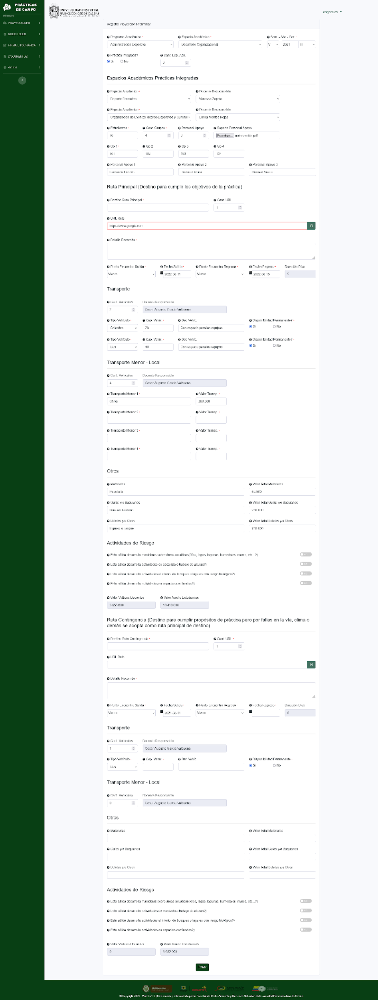 PRÁCTICAS
DE CAMPO
MÓDULOS
PROYECCIONES
SOLICITUDES
FIRMA LITOGRÁFICA
DOCUMENTOS
AYUDA
UNIVERSIDAD DISTRITAL
FRANCISCO JOSÉ DE CALDAS
cagarciav
Registro Proyección Preliminar
Programa Académico * Espacio Académico * Sem. - Año - Per.
Administración Deportiva Desarrollo Organizacional V 2021 III
Práctica Integrada? * Cant. Esp. Aca.
Si No 2
Espacios Académicos Prácticas Integradas
Espacio Académico * Docente Responsable
Deporte Formativo Vanessa Zapata
Espacio Académico * Docente Responsable
Organización de Eventos Recreo-Deportivos y Cultural Emilia Montes Rojas
Estudiantes * Cant. Grupos * Personal Apoyo Soporte Personal Apoyo
70 4 3 Examinar... autorización.pdf
Gp 1 * Gp 2 Gp 3 Gp 4
101 102 103 104
Personal Apoyo 1 Personal Apoyo 2 Personal Apoyo 3
Fernanda Orozco Cristina Ochoa Carmen Sierra
Ruta Principal (Destino para cumplir los objetivos de la práctica)
Destino Ruta Principal * Cant. URL
1
URL Ruta
https://www.google.com IR
Detalle Recorrido *
Punto Encuentro Salida * Fecha Salida * Punto Encuentro Regreso * Fecha Regreso * Duración Días
Vivero 2022-08-11 Vivero 2022-08-15 5
Transporte
Cant. Vehículos Docente Responsable
2 Cesar Augusto Garcia Valbuena
Tipo Vehículo * Cap. Vehíc. * Det. Vehíc. Disponibilidad Permanente? *
Colectivo 20 Con espacio para los equipos Si No
Tipo Vehículo * Cap. Vehíc. * Det. Vehíc. Disponibilidad Permanente? *
Bus 40 Con espacio para los equipos Si No
Transporte Menor - Local
Cant. Vehículos Docente Responsable
4 Cesar Augusto Garcia Valbuena
Transporte Menor 1 * Valor Transp. *
Chiva 280.000
Transporte Menor 2 * Valor Transp. *
Transporte Menor 3 * Valor Transp. *
Transporte Menor 4 * Valor Transp. *
Otros
Materiales Valor Total Materiales
Papelería 60.000
Guías y/o Baquianos Valor Total Guías y/o Baquianos
Guía en territorio 250.000
Boletas y/u Otros Valor Total Boletas y/u Otros
Ingreso a parque 700.000
Actividades de Riesgo
Esta sálida desarrolla maniobras sobre áreas acuáticas(Ríos, lagos, lagunas, humedales, mares, etc...?)
Esta sálida desarrolla actividades de escalada o trabajo de alturas?)
Esta sálida desarrolla actividades al interior de bosques o lugares con riesgo biológico?)
Esta sálida desarrolla actividades en espacios confinados?)
Valor Viáticos Docentes Valor Auxilio Estudiantes
3.655.800 18.410.000
Ruta Contingencia (Destino para cumplir propósitos de práctica pero por fallas en la vía, clima o
demás se adopta como ruta principal de destino)
Destino Ruta Contingencia * Cant. URL *
1
URL Ruta
IR
Detalle Recorrido *
Punto Encuentro Salida * Fecha Salida * Punto Encuentro Regreso * Fecha Regreso * Duración Días
Vivero 2021-08-11 Vivero 0
Transporte
Cant. Vehículos Docente Responsable
1 Cesar Augusto Garcia Valbuena
Tipo Vehículo * Cap. Vehíc. * Det. Vehíc. Disponibilidad Permanente *
Bus Si No
Transporte Menor - Local
Cant. Vehículos Docente Responsable
0 Cesar Augusto Garcia Valbuena
Otros
Materiales Valor Total Materiales
Guías y/o Baquianos Valor Total Guías y/o Baquianos
Boletas y/u Otros Valor Total Boletas y/u Otros
Actividades de Riesgo
Esta sálida desarrolla maniobras sobre áreas acuáticas(Ríos, lagos, lagunas, humedales, mares, etc...?)
Esta sálida desarrolla actividades de escalada o trabajo de alturas?)
Esta sálida desarrolla actividades al interior de bosques o lugares con riesgo biológico?)
Esta sálida desarrolla actividades en espacios confinados?)
Valor Viáticos Docentes Valor Auxilio Estudiantes
0 3.682.000
Crear
MinEducación BOGOTÁ
© Copyright 2021 - Versión 1.0 | Sitio creado y administrado por la Facultad de Medio Ambiente y Recursos Naturales de Universidad Francisco José de Caldas